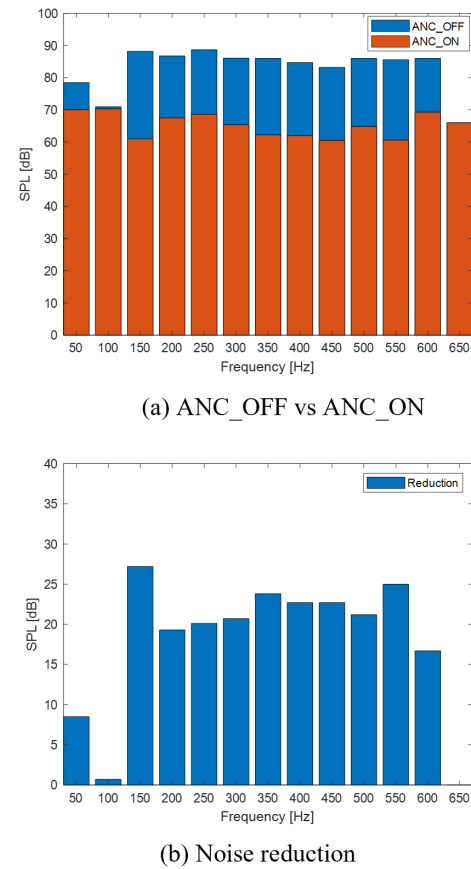 100
90
80
70
60
50
40
30
20
10
0
SPL [dB]
ANC_OFF
ANC_ON
50 100 150 200 250 300 350 400 450 500 550 600 650
Frequency [Hz]
(a) ANC_OFF vs ANC_ON
40
35
30
25
20
15
10
5
0
SPL [dB]
Reduction
50 100 150 200 250 300 350 400 450 500 550 600 650
Frequency [Hz]
(b) Noise reduction